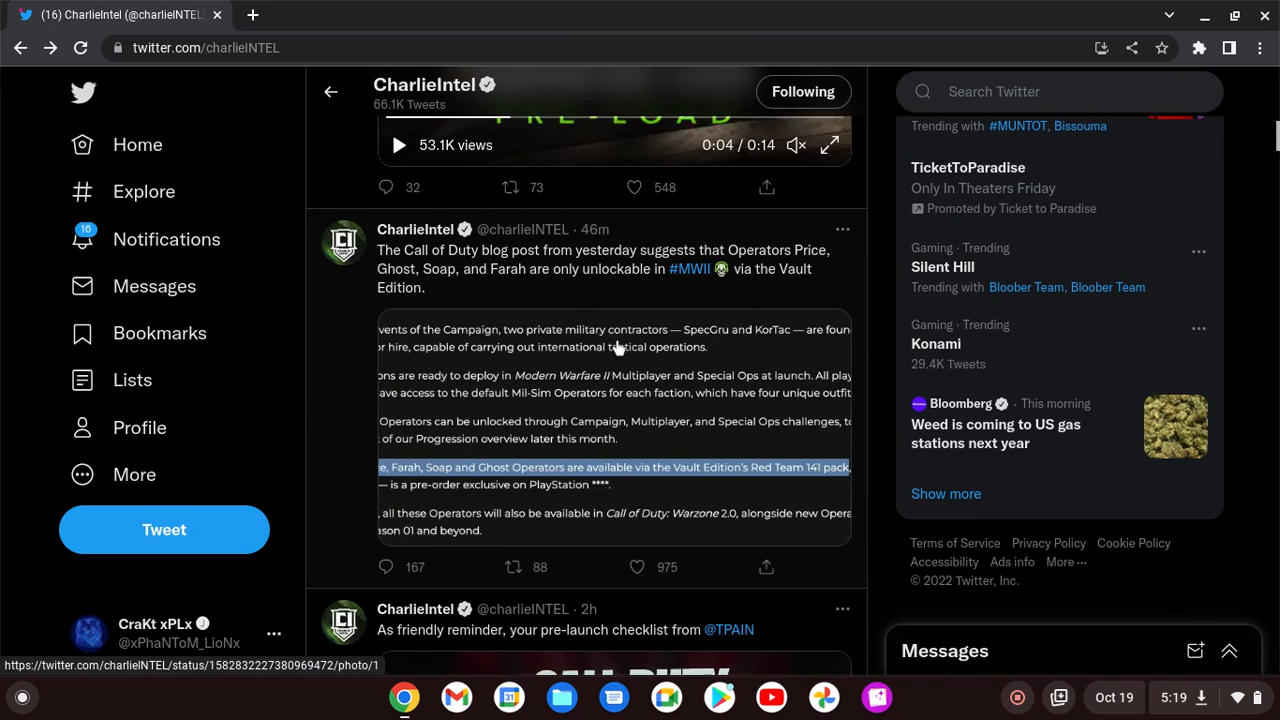 (16) CharlieIntel (@charlieINTEL)
twitter.com/charlieINTEL
Home
Explore
16
Notifications
Messages
Bookmarks
Lists
Profile
More
Tweet
CraKt xPLx
@xPhaNToM_LioNx
https://twitter.com/charlieINTEL/status/1582832227380969472/photo/1
CharlieIntel
66.1K Tweets
Following
PRE-LOAD
53.1K views
0:04 / 0:14
32 73 548
CharlieIntel @charlieINTEL · 46m
The Call of Duty blog post from yesterday suggests that Operators Price,
Ghost, Soap, and Farah are only unlockable in #MWII via the Vault
Edition.
vents of the Campaign, two private military contractors — SpecGru and KorTac — are foun
or hire, capable of carrying out international tactical operations.
ons are ready to deploy in Modern Warfare II Multiplayer and Special Ops at launch. All play
ave access to the default Mil-Sim Operators for each faction, which have four unique outfit
Operators can be unlocked through Campaign, Multiplayer, and Special Ops challenges, to
t of our Progression overview later this month.
ce, Farah, Soap and Ghost Operators are available via the Vault Edition's Red Team 141 pack,
— is a pre-order exclusive on PlayStation ****.
, all these Operators will also be available in Call of Duty: Warzone 2.0, alongside new Opera
ason 01 and beyond.
167 88 975
CharlieIntel @charlieINTEL · 2h
As friendly reminder, your pre-launch checklist from @TPAIN
CALL OF DUTY
Search Twitter
Trending with #MUNTOT, Bissouma
TicketToParadise
Only In Theaters Friday
Promoted by Ticket to Paradise
Gaming · Trending
Silent Hill
Trending with Bloober Team, Bloober Team
Gaming · Trending
Konami
29.4K Tweets
Bloomberg · This morning
Weed is coming to US gas
stations next year
Show more
Terms of Service Privacy Policy Cookie Policy
Accessibility Ads info More ···
© 2022 Twitter, Inc.
Messages
Oct 19
5:19